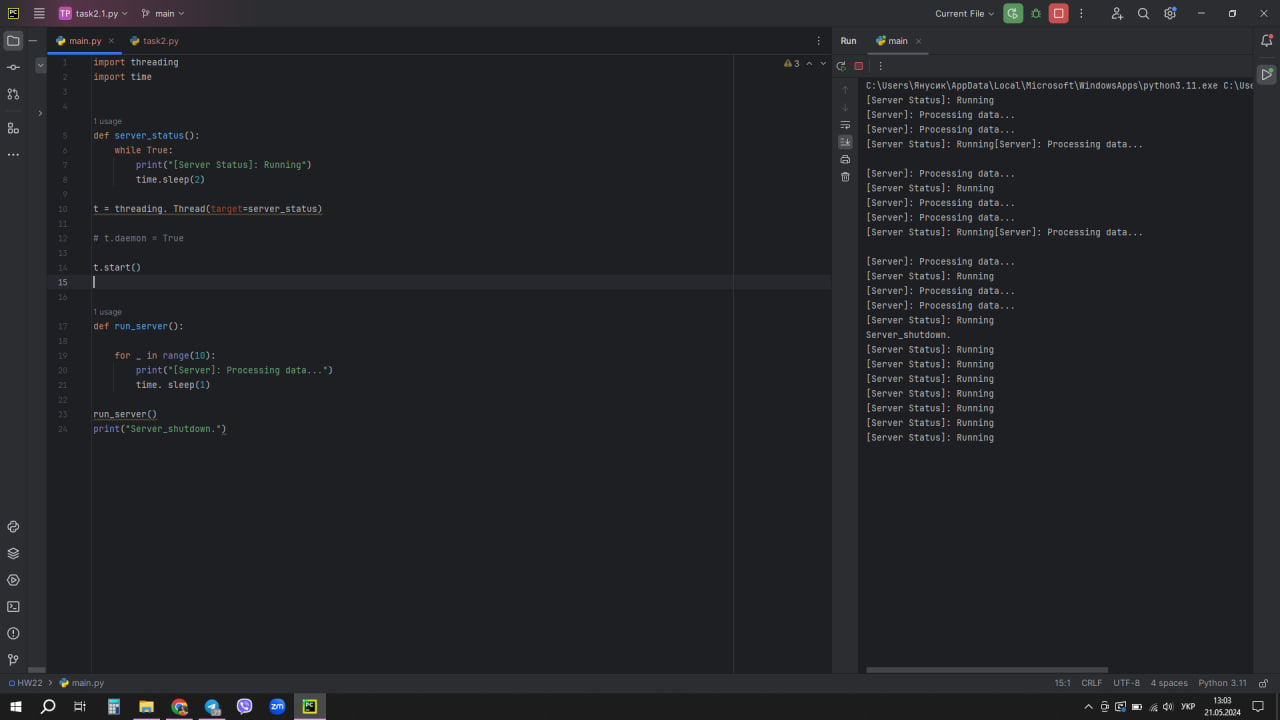 PC TP task2.1.py main Current File
main.py task2.py
Run main
3
1 import threading
2 import time
3
4
1 usage
5 def server_status():
6 while True:
7 print("[Server Status]: Running")
8 time.sleep(2)
9
10 t = threading. Thread(target=server_status)
11
12 # t.daemon = True
13
14 t.start()
15
16
1 usage
17 def run_server():
18
19 for _ in range(10):
20 print("[Server]: Processing data...")
21 time. sleep(1)
22
23 run_server()
24 print("Server_shutdown.")
C:\Users\Янусик\AppData\Local\Microsoft\WindowsApps\python3.11.exe C:\Use
[Server Status]: Running
[Server]: Processing data...
[Server]: Processing data...
[Server Status]: Running[Server]: Processing data...
[Server]: Processing data...
[Server Status]: Running
[Server]: Processing data...
[Server]: Processing data...
[Server Status]: Running[Server]: Processing data...
[Server]: Processing data...
[Server Status]: Running
[Server]: Processing data...
[Server]: Processing data...
[Server Status]: Running
Server_shutdown.
[Server Status]: Running
[Server Status]: Running
[Server Status]: Running
[Server Status]: Running
[Server Status]: Running
[Server Status]: Running
[Server Status]: Running
HW22 main.py
15:1 CRLF UTF-8 4 spaces Python 3.11
zm PC
УКР
13:03
21.05.2024